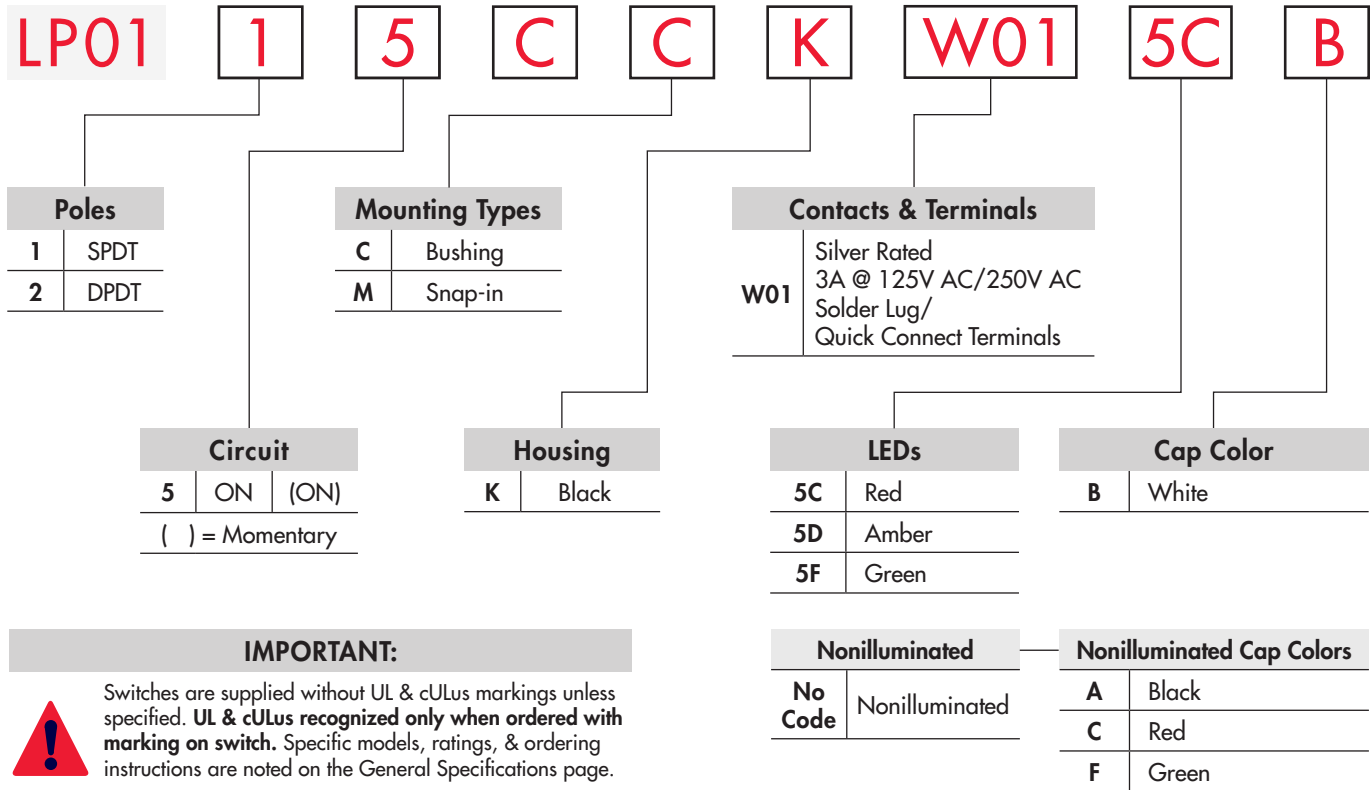 LP01 1 5 C C K W01 5C B
Poles
1 SPDT
2 DPDT
Mounting Types
C Bushing
M Snap-in
Contacts & Terminals
W01
Silver Rated
3A @ 125V AC/250V AC
Solder Lug/
Quick Connect Terminals
Circuit
5 ON (ON)
( ) = Momentary
Housing
K Black
LEDs
5C Red
5D Amber
5F Green
Cap Color
B White
IMPORTANT:
Switches are supplied without UL & cULus markings unless
specified. UL & cULus recognized only when ordered with
marking on switch. Specific models, ratings, & ordering
instructions are noted on the General Specifications page.
Nonilluminated
No
Code
Nonilluminated
Nonilluminated Cap Colors
A Black
C Red
F Green